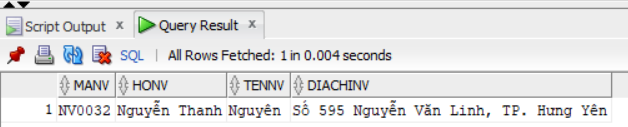 Script Output × Query Result ×
SQL | All Rows Fetched: 1 in 0.004 seconds
MANV HONV TENNV DIACHINV
1 NV0032 Nguyễn Thanh Nguyên Số 595 Nguyễn Văn Linh, TP. Hưng Yên